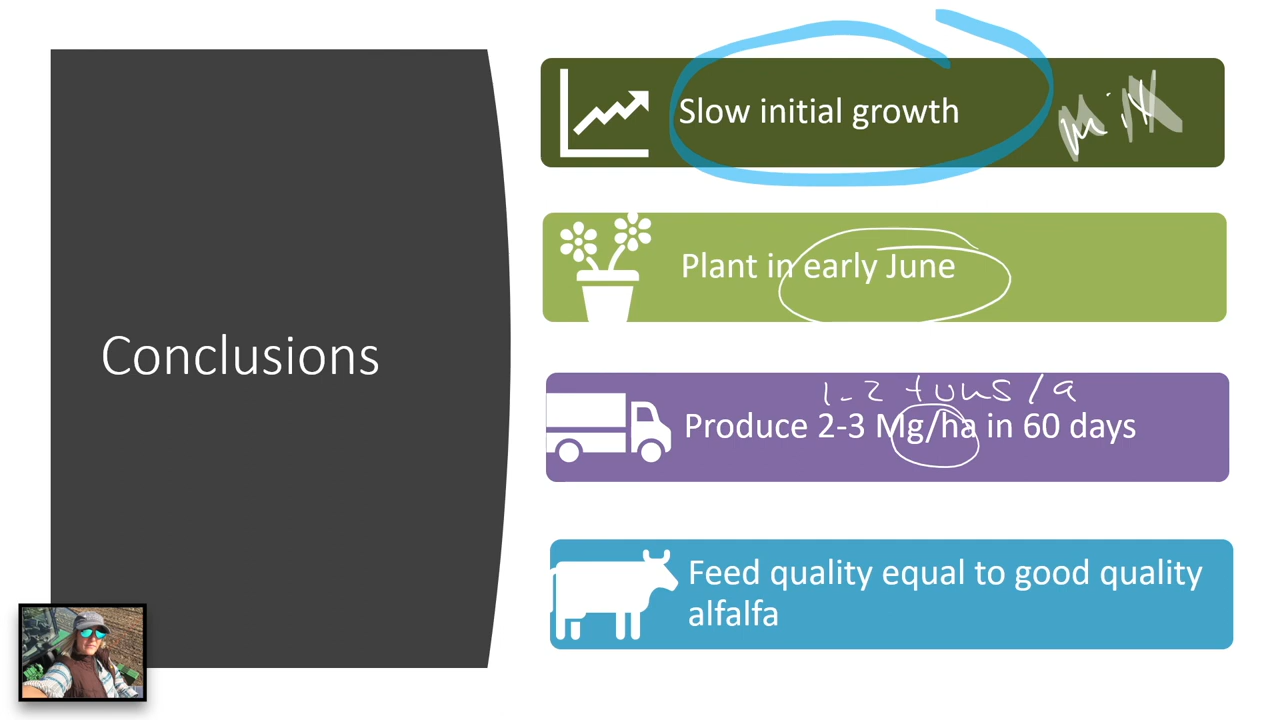 Conclusions
Slow initial growth
Plant in early June
1-2 tons/a
Produce 2-3 Mg/ha in 60 days
Feed quality equal to good quality
alfalfa